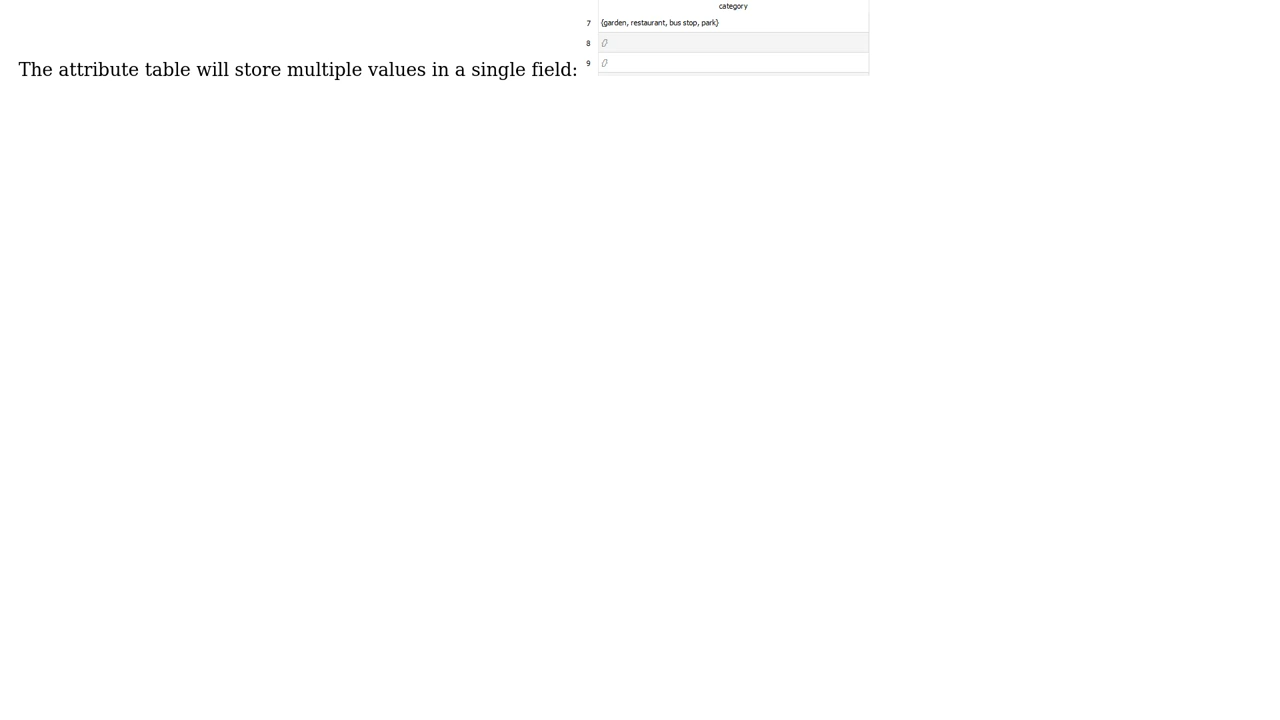 category
7 {garden, restaurant, bus stop, park}
8 {}
9 {}
The attribute table will store multiple values in a single field: